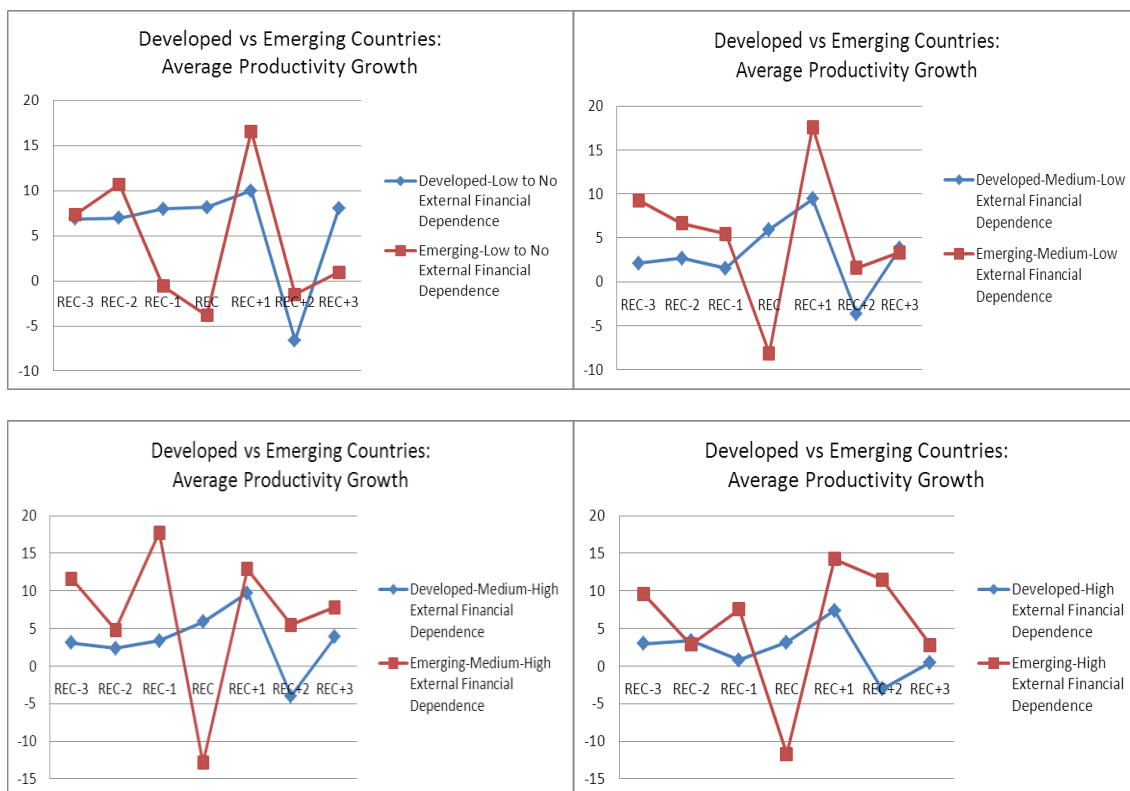 Developed vs Emerging Countries:
Average Productivity Growth
20
15
10
5
0
-5
-10
REC-3 REC-2 REC-1 REC REC+1 REC+2 REC+3
Developed-Low to No
External Financial
Dependence
Emerging-Low to No
External Financial
Dependence
Developed vs Emerging Countries:
Average Productivity Growth
20
15
10
5
0
-5
-10
REC-3 REC-2 REC-1 REC REC+1 REC+2 REC+3
Developed-Medium-Low
External Financial
Dependence
Emerging-Medium-Low
External Financial
Dependence
Developed vs Emerging Countries:
Average Productivity Growth
20
15
10
5
0
-5
-10
-15
REC-3 REC-2 REC-1 REC REC+1 REC+2 REC+3
Developed-Medium-High
External Financial
Dependence
Emerging-Medium-High
External Financial
Dependence
Developed vs Emerging Countries:
Average Productivity Growth
20
15
10
5
0
-5
-10
-15
REC-3 REC-2 REC-1 REC REC+1 REC+2 REC+3
Developed-High
External Financial
Dependence
Emerging-High
External Financial
Dependence